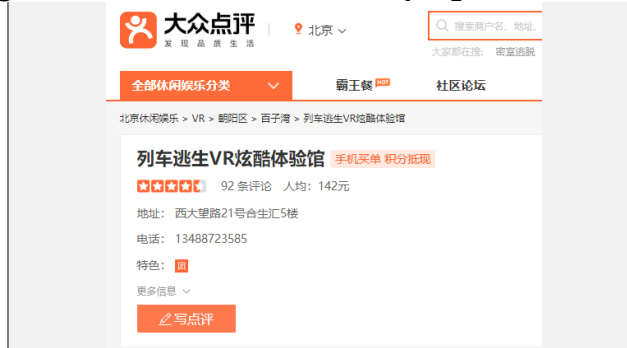 大众点评
发现品质生活
北京
搜索商户名、地址、
大家都在搜: 密室逃脱
全部休闲娱乐分类 霸王餐 HOT 社区论坛
北京休闲娱乐 > VR > 朝阳区 > 百子湾 > 列车逃生VR炫酷体验馆
列车逃生VR炫酷体验馆 手机买单 积分抵现
92 条评论 人均: 142元
地址: 西大望路21号合生汇5楼
电话: 13488723585
特色: 团
更多信息
写点评